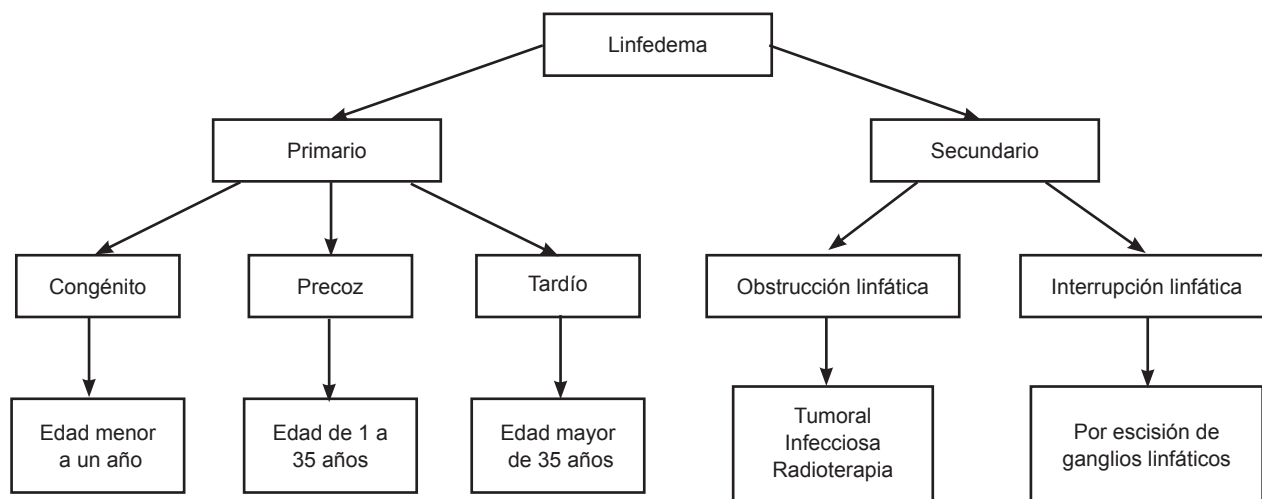 Linfedema
Primario
Secundario
Congénito
Precoz
Tardío
Obstrucción linfática
Interrupción linfática
Edad menor
a un año
Edad de 1 a
35 años
Edad mayor
de 35 años
Tumoral
Infecciosa
Radioterapia
Por escisión de
ganglios linfáticos